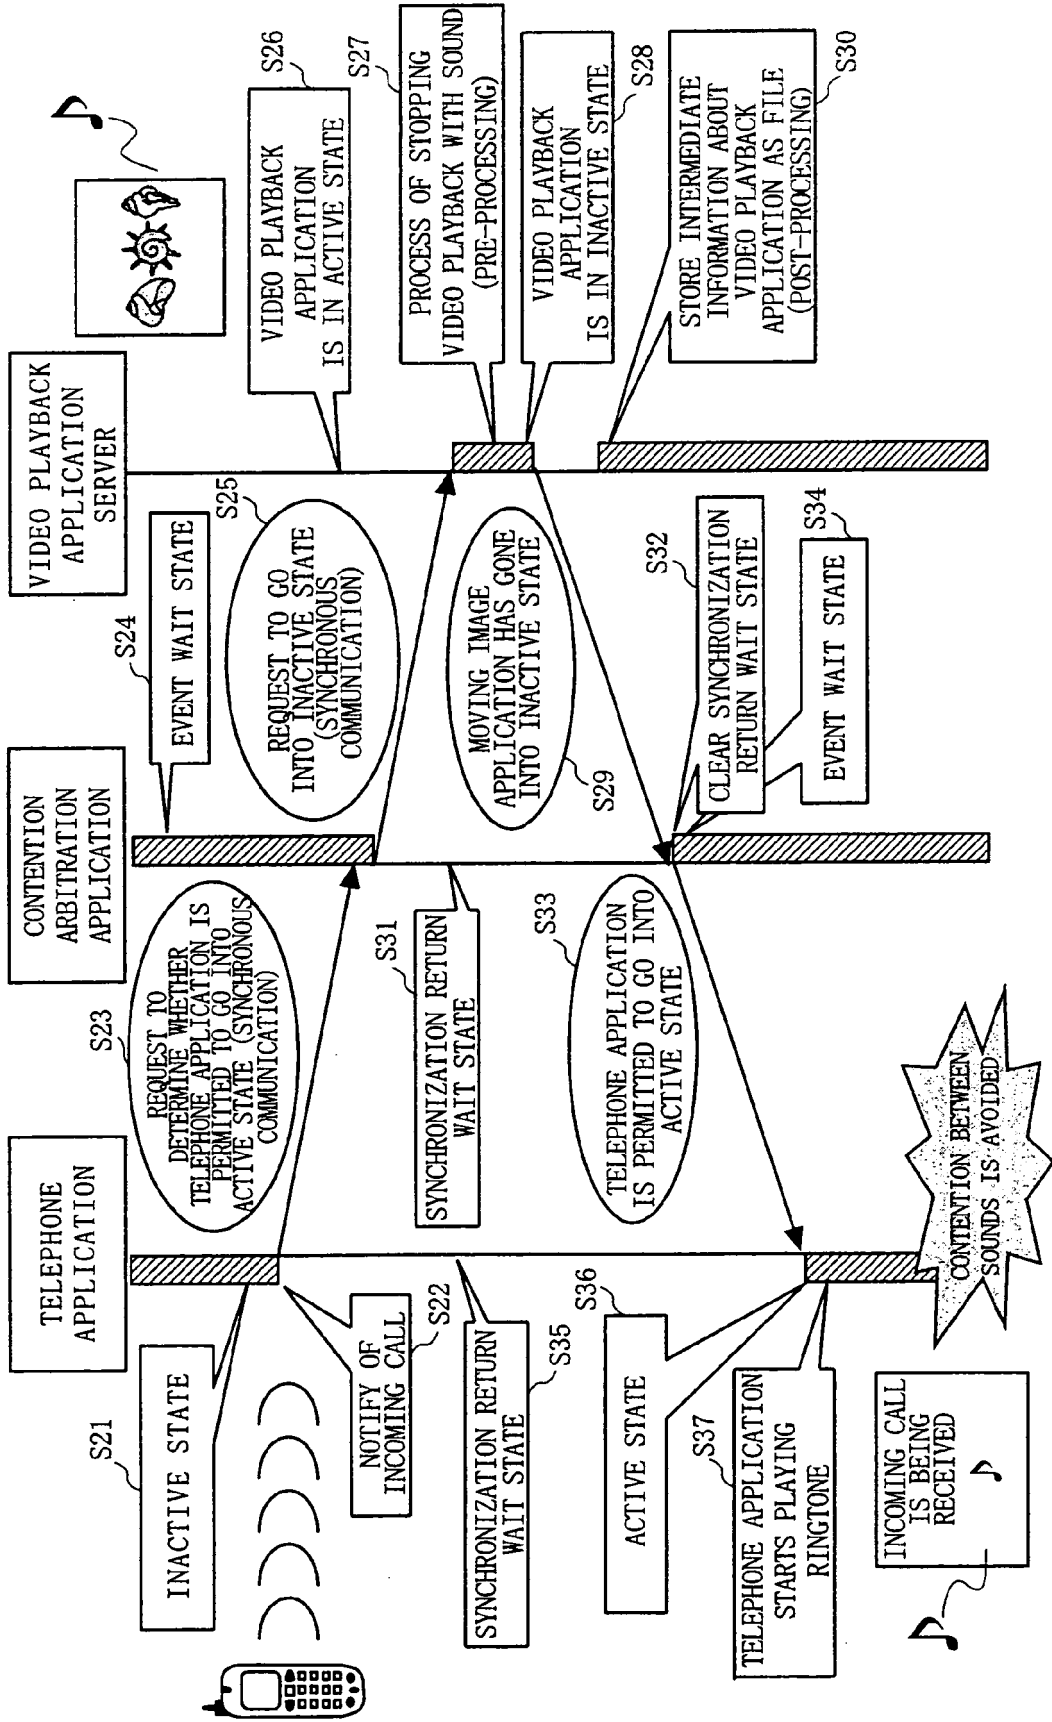 TELEPHONE
APPLICATION
CONTENTION
ARBITRATION
APPLICATION
VIDEO PLAYBACK
APPLICATION
SERVER
S21
INACTIVE STATE
NOTIFY OF
INCOMING CALL
S22
S23
REQUEST TO
DETERMINE WHETHER
TELEPHONE APPLICATION IS
PERMITTED TO GO INTO
ACTIVE STATE (SYNCHRONOUS
COMMUNICATION)
S24
EVENT WAIT STATE
S25
REQUEST TO GO
INTO INACTIVE STATE
(SYNCHRONOUS
COMMUNICATION)
S26
VIDEO PLAYBACK
APPLICATION
IS IN ACTIVE STATE
S27
PROCESS OF STOPPING
VIDEO PLAYBACK WITH SOUND
(PRE-PROCESSING)
VIDEO PLAYBACK
APPLICATION
IS IN INACTIVE STATE
S28
MOVING IMAGE
APPLICATION HAS GONE
INTO INACTIVE STATE
S29
STORE INTERMEDIATE
INFORMATION ABOUT
VIDEO PLAYBACK
APPLICATION AS FILE
(POST-PROCESSING)
S30
S31
SYNCHRONIZATION RETURN
WAIT STATE
S32
CLEAR SYNCHRONIZATION
RETURN WAIT STATE
S33
TELEPHONE APPLICATION
IS PERMITTED TO GO INTO
ACTIVE STATE
S34
EVENT WAIT STATE
SYNCHRONIZATION RETURN
WAIT STATE
S35
S36
ACTIVE STATE
S37
TELEPHONE APPLICATION
STARTS PLAYING
RINGTONE
INCOMING CALL
IS BEING
RECEIVED
CONTENTION BETWEEN
SOUNDS IS AVOIDED